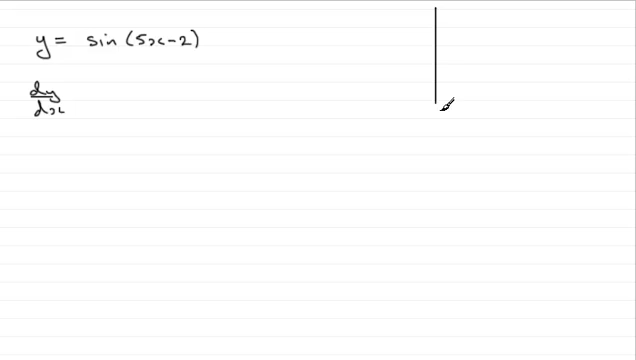 y = sin (5x-2)
dy
dx